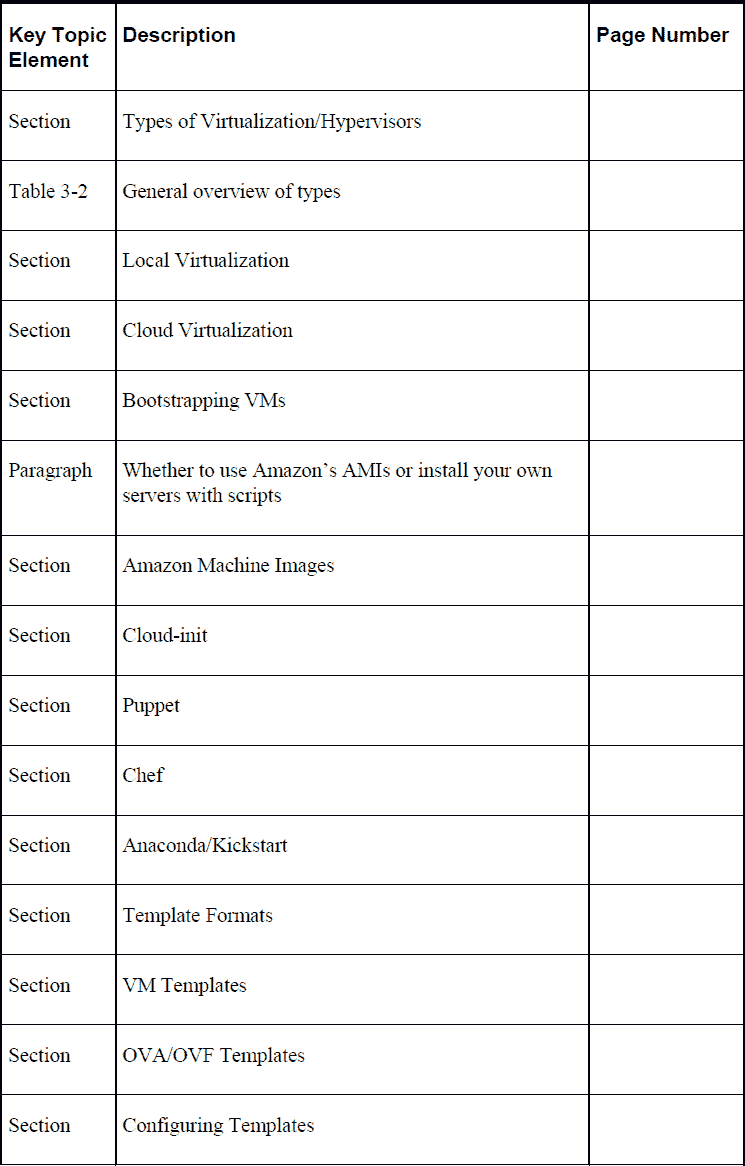 Key Topic Element Description Page Number
Section Types of Virtualization/Hypervisors
Table 3-2 General overview of types
Section Local Virtualization
Section Cloud Virtualization
Section Bootstrapping VMs
Paragraph Whether to use Amazon’s AMIs or install your own
servers with scripts
Section Amazon Machine Images
Section Cloud-init
Section Puppet
Section Chef
Section Anaconda/Kickstart
Section Template Formats
Section VM Templates
Section OVA/OVF Templates
Section Configuring Templates